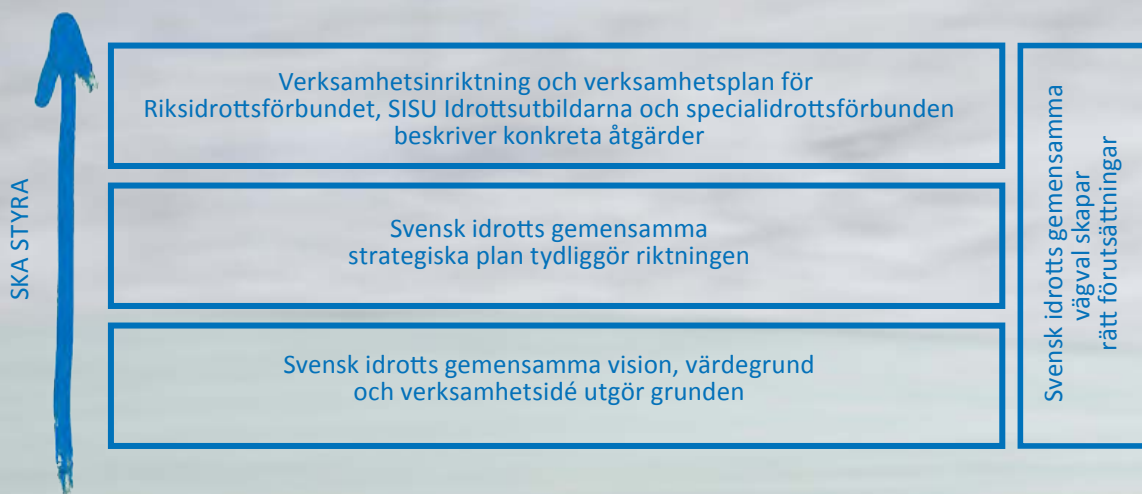 SKA STYRA
Verksamhetsinriktning och verksamhetsplan för
Riksidrottsförbundet, SISU Idrottsutbildarna och specialidrottsförbunden
beskriver konkreta åtgärder
Svensk idrotts gemensamma
strategiska plan tydliggör riktningen
Svensk idrotts gemensamma vision, värdegrund
och verksamhetsidé utgör grunden
Svensk idrotts gemensamma
vägval skapar
rätt förutsättningar